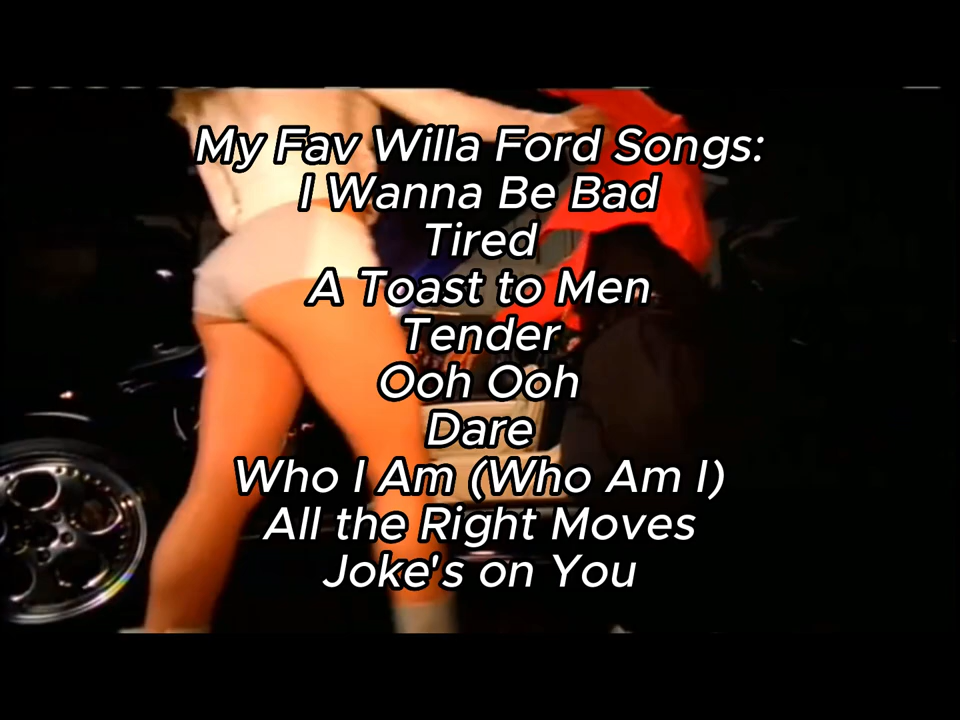 My Fav Willa Ford Songs:
I Wanna Be Bad
Tired
A Toast to Men
Tender
Ooh Ooh
Dare
Who I Am (Who Am I)
All the Right Moves
Joke's on You